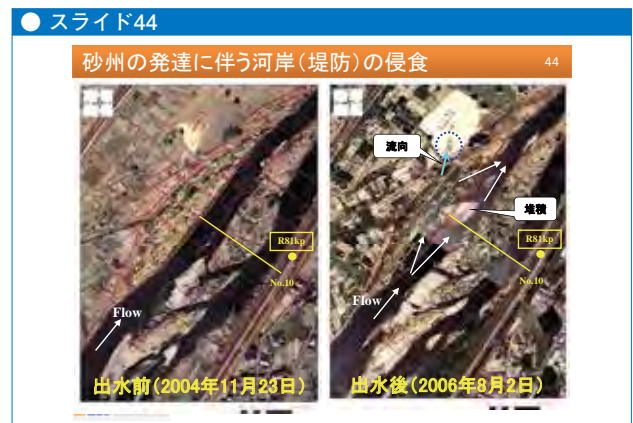 ● スライド44
砂州の発達に伴う河岸（堤防）の侵食 44
流向
堆積
R81kp
No.10
Flow
出水前（2004年11月23日）
R81kp
No.10
Flow
出水後（2006年8月2日）